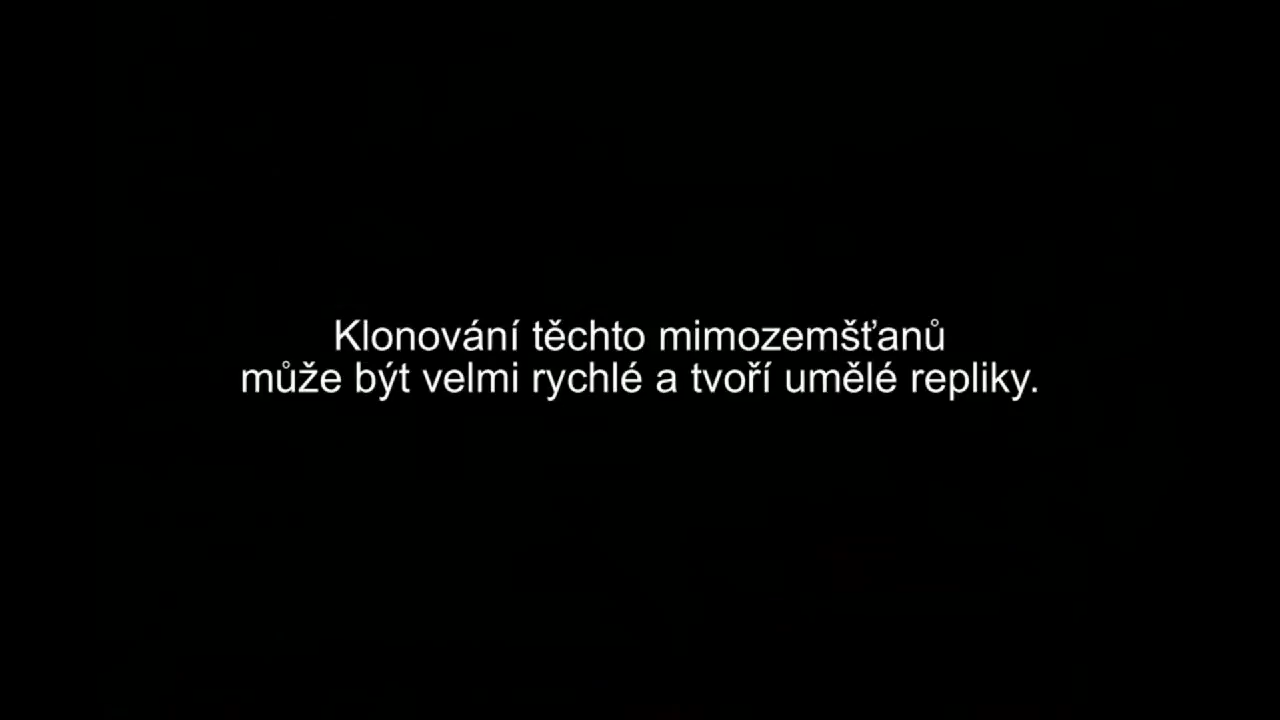 Klonování těchto mimozemšťanů
může být velmi rychlé a tvoří umělé repliky.